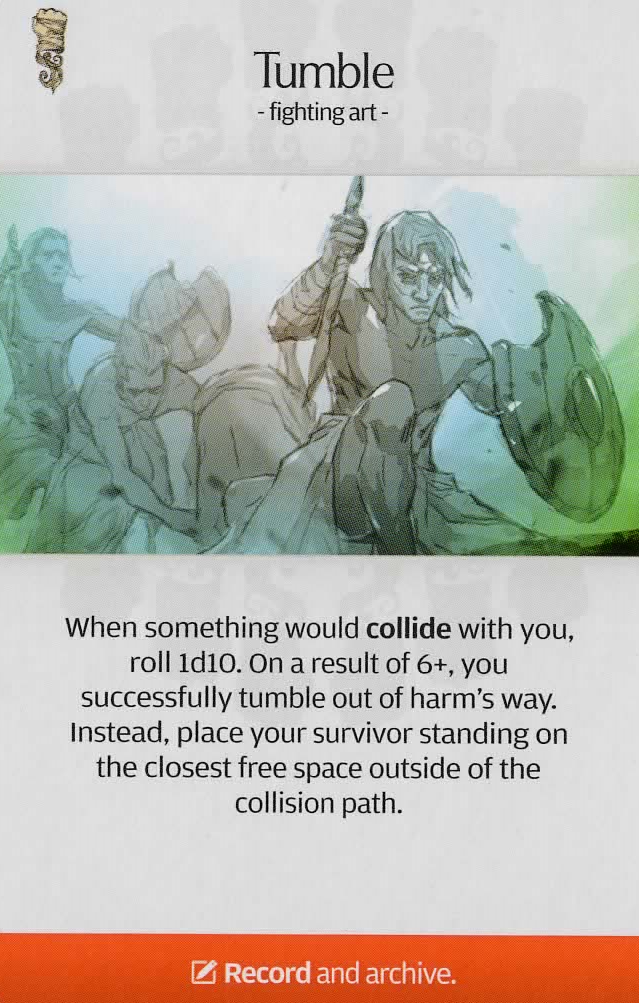 Tumble
- fighting art -
When something would collide with you,
roll 1d10. On a result of 6+, you
successfully tumble out of harm's way.
Instead, place your survivor standing on
the closest free space outside of the
collision path.
Record and archive.